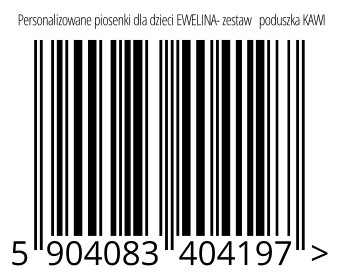 Personalizowane piosenki dla dzieci EWELINA- zestaw  poduszka KAWI
5 904083 404197 >